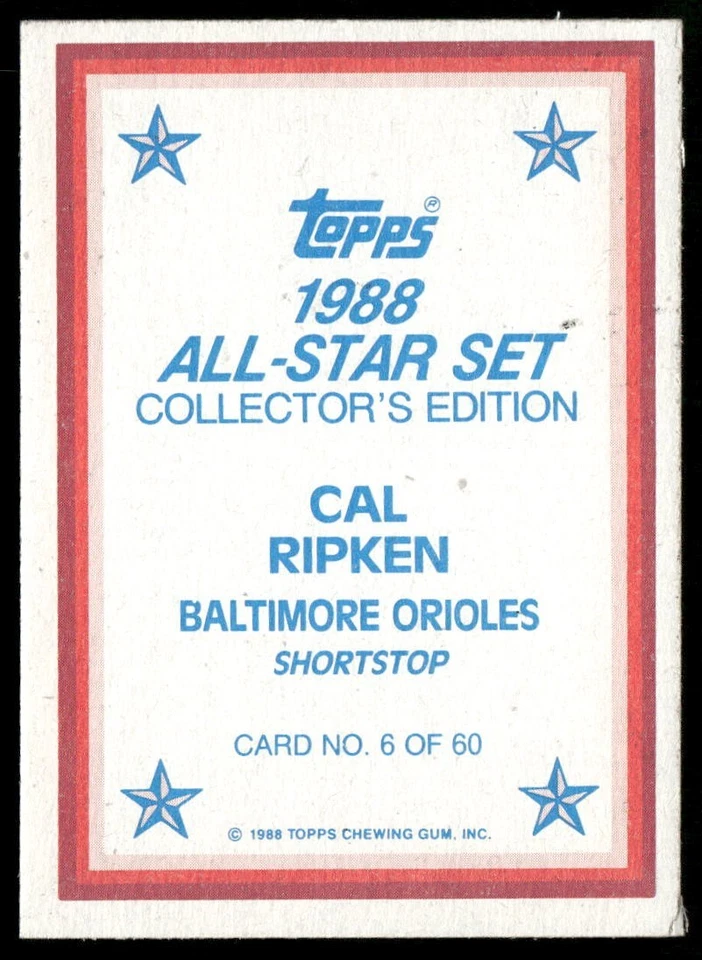 Topps®
1988
ALL-STAR SET
COLLECTOR'S EDITION
CAL
RIPKEN
BALTIMORE ORIOLES
SHORTSTOP
CARD NO. 6 OF 60
© 1988 TOPPS CHEWING GUM, INC.